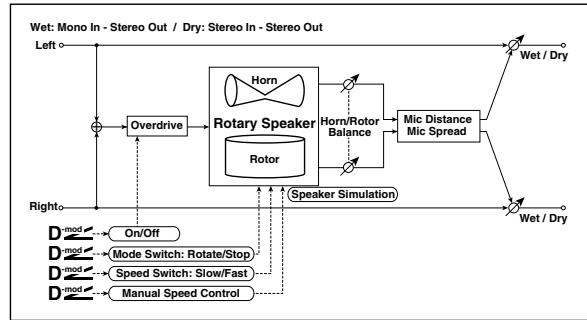 Wet: Mono In - Stereo Out / Dry: Stereo In - Stereo Out
Left
Wet / Dry
Horn
Overdrive
Rotary Speaker
Horn/Rotor
Balance
Mic Distance
Mic Spread
Rotor
Speaker Simulation
Right
Wet / Dry
D-mod On/Off
D-mod Mode Switch: Rotate/Stop
D-mod Speed Switch: Slow/Fast
D-mod Manual Speed Control